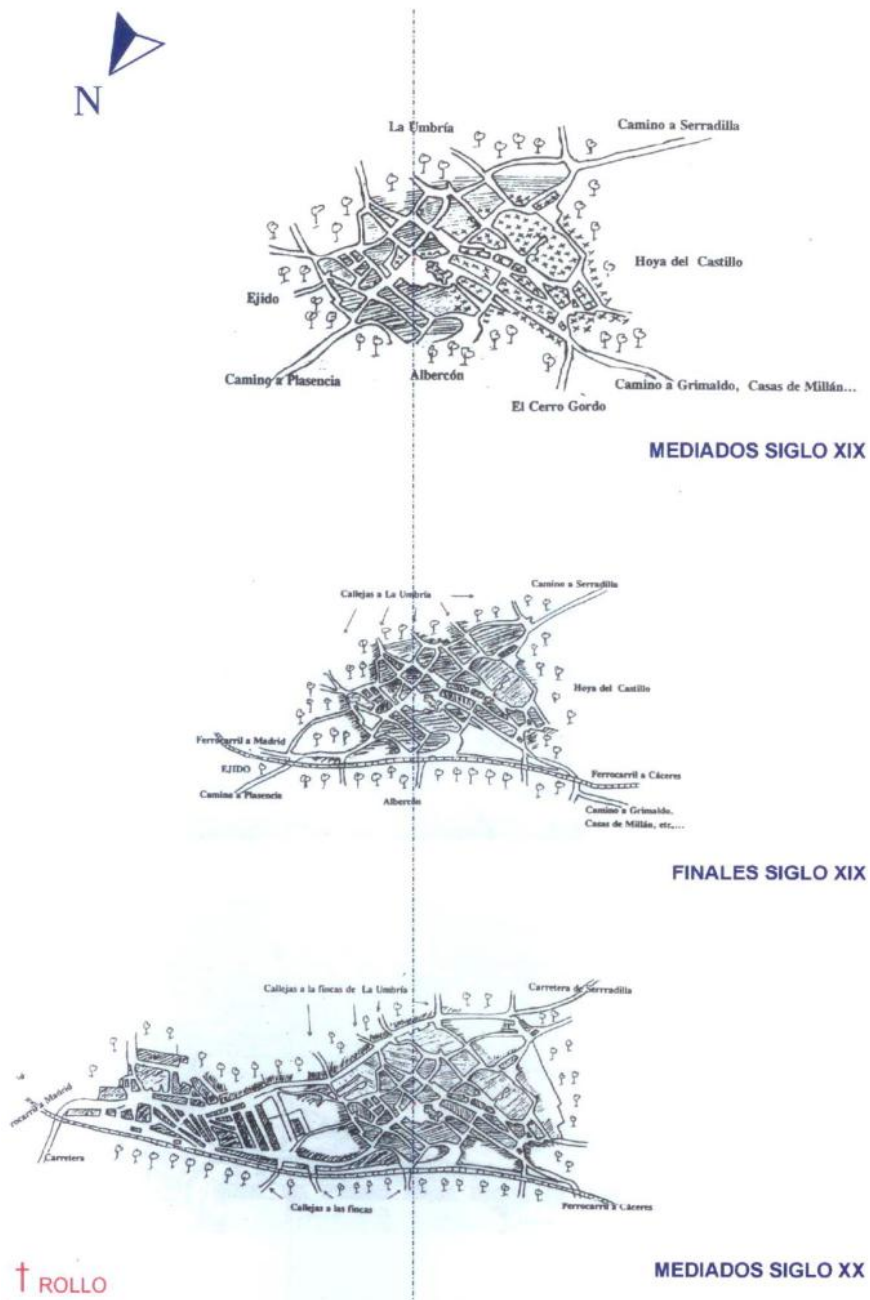 N
La Umbría
Camino a Serradilla
Hoya del Castillo
Ejido
Camino a Plasencia
Albercón
Camino a Grimaldo, Casas de Millán...
El Cerro Gordo
MEDIADOS SIGLO XIX
Camino a Serradilla
Callejas a La Umbría
Hoya del Castillo
Ferrocarril a Madrid
EJIDO
Ferrocarril a Cáceres
Camino a Plasencia
Albercón
Camino a Grimaldo,
Casas de Millán, etc,...
FINALES SIGLO XIX
Callejas a la fincas de La Umbría
Carretera de Serrradilla
rrocarril a Madrid
Carretera
Callejas a las fincas
Ferrocarril a Cáceres
† ROLLO
MEDIADOS SIGLO XX